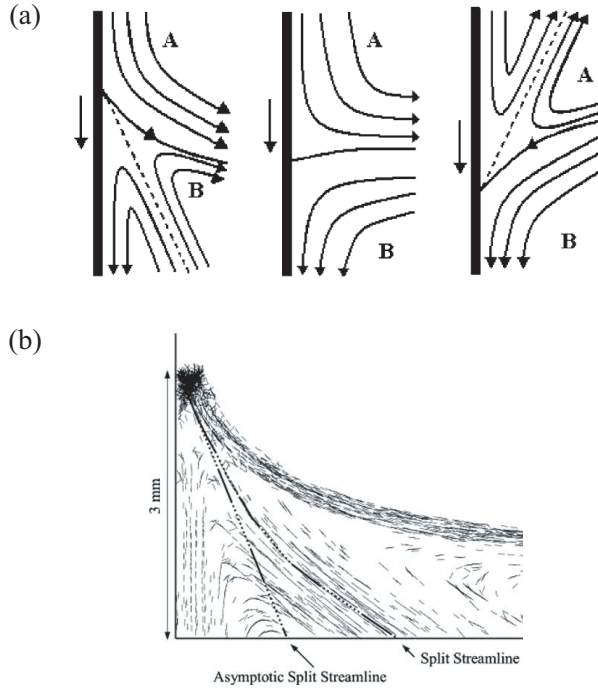 (a)
A
B
A
B
A
B
(b)
3 mm
Split Streamline
Asymptotic Split Streamline